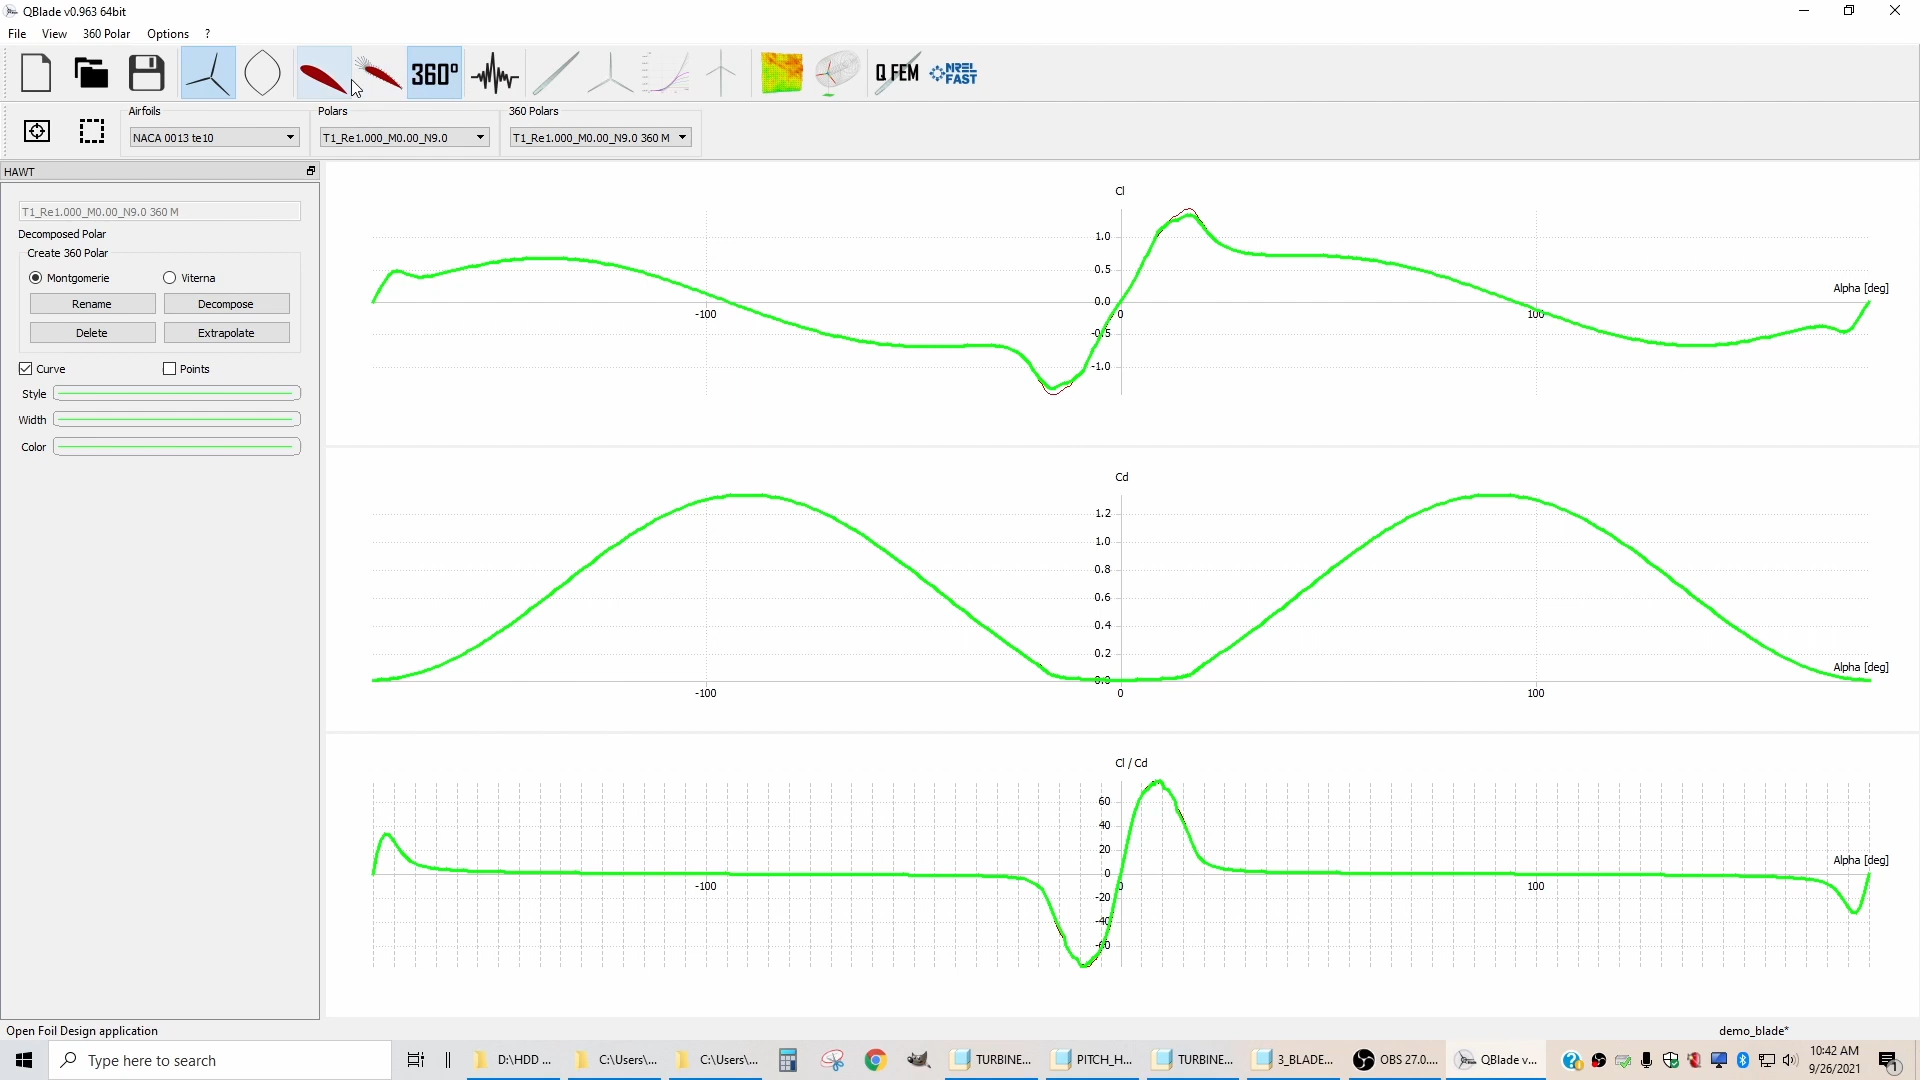 QBlade v0.963 64bit
File View 360 Polar Options ?
360°
Q FEM
NREL FAST
Airfoils
NACA 0013 te10
Polars
T1_Re1.000_M0.00_N9.0
360 Polars
T1_Re1.000_M0.00_N9.0 360 M
HAWT
T1_Re1.000_M0.00_N9.0 360 M
Decomposed Polar
Create 360 Polar
Montgomerie Viterna
Rename Decompose
Delete Extrapolate
Curve Points
Style
Width
Color
Cl
1.0
0.5
0.0
-0.5
-1.0
-100 0 100
Alpha [deg]
Cd
1.2
1.0
0.8
0.6
0.4
0.2
0.0
-100 0 100
Alpha [deg]
Cl / Cd
60
40
20
0
-20
-40
-60
-100 0 100
Alpha [deg]
Open Foil Design application
demo_blade*
Type here to search
D:\HDD ...
C:\Users\...
C:\Users\...
TURBINE...
PITCH_H...
TURBINE...
3_BLADE...
OBS 27.0....
QBlade v...
10:42 AM
9/26/2021
1